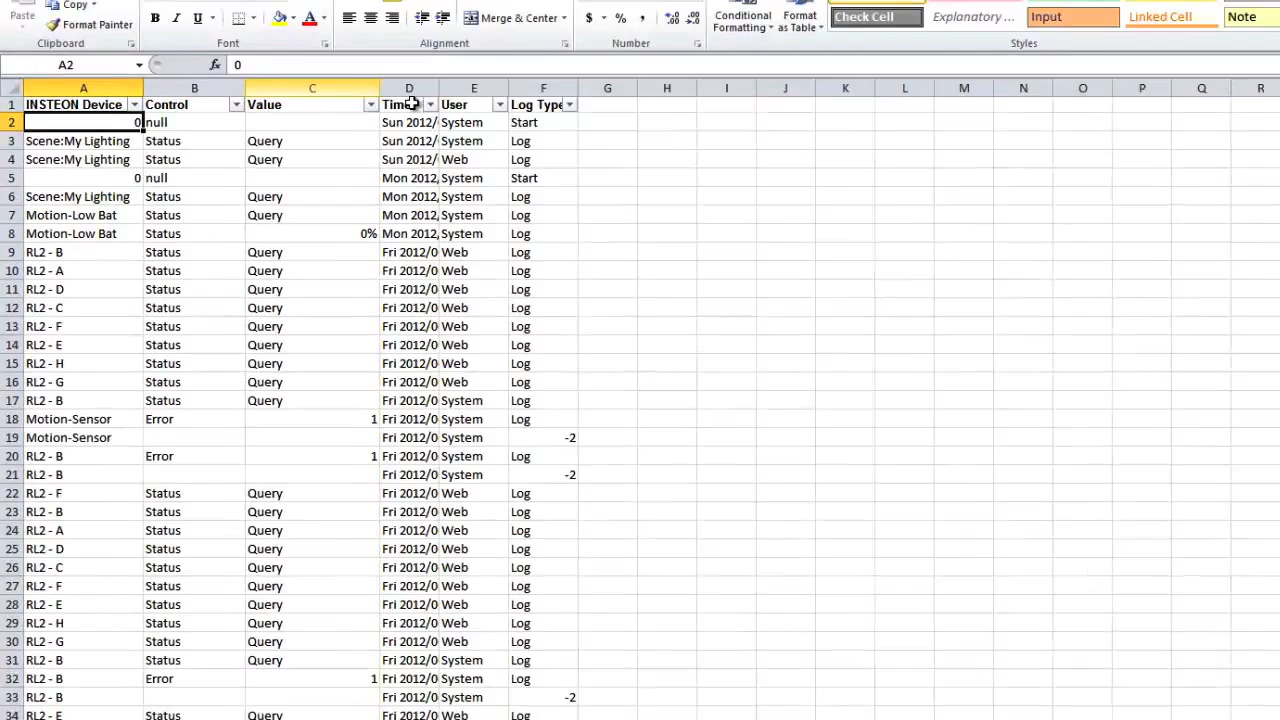 Paste Copy
Format Painter
Clipboard
B I U A
Font
Merge & Center
Alignment
$ % ,
Number
Conditional Formatting Format as Table
Check Cell Explanatory ... Input Linked Cell Note
Styles
A2 fx 0
A B C D E F G H I J K L M N O P Q R
1 INSTEON Device Control Value Time User Log Type
2 0 null Sun 2012/ System Start
3 Scene:My Lighting Status Query Sun 2012/ System Log
4 Scene:My Lighting Status Query Sun 2012/ Web Log
5 0 null Mon 2012, System Start
6 Scene:My Lighting Status Query Mon 2012, System Log
7 Motion-Low Bat Status Query Mon 2012, System Log
8 Motion-Low Bat Status 0% Mon 2012, System Log
9 RL2 - B Status Query Fri 2012/0 Web Log
10 RL2 - A Status Query Fri 2012/0 Web Log
11 RL2 - D Status Query Fri 2012/0 Web Log
12 RL2 - C Status Query Fri 2012/0 Web Log
13 RL2 - F Status Query Fri 2012/0 Web Log
14 RL2 - E Status Query Fri 2012/0 Web Log
15 RL2 - H Status Query Fri 2012/0 Web Log
16 RL2 - G Status Query Fri 2012/0 Web Log
17 RL2 - B Status Query Fri 2012/0 System Log
18 Motion-Sensor Error 1 Fri 2012/0 System Log
19 Motion-Sensor Fri 2012/0 System -2
20 RL2 - B Error 1 Fri 2012/0 System Log
21 RL2 - B Fri 2012/0 System -2
22 RL2 - F Status Query Fri 2012/0 Web Log
23 RL2 - B Status Query Fri 2012/0 Web Log
24 RL2 - A Status Query Fri 2012/0 Web Log
25 RL2 - D Status Query Fri 2012/0 Web Log
26 RL2 - C Status Query Fri 2012/0 Web Log
27 RL2 - F Status Query Fri 2012/0 Web Log
28 RL2 - E Status Query Fri 2012/0 Web Log
29 RL2 - H Status Query Fri 2012/0 Web Log
30 RL2 - G Status Query Fri 2012/0 Web Log
31 RL2 - B Status Query Fri 2012/0 System Log
32 RL2 - B Error 1 Fri 2012/0 System Log
33 RL2 - B Fri 2012/0 System -2
34 RL2 - E Status Query Fri 2012/0 Web Log